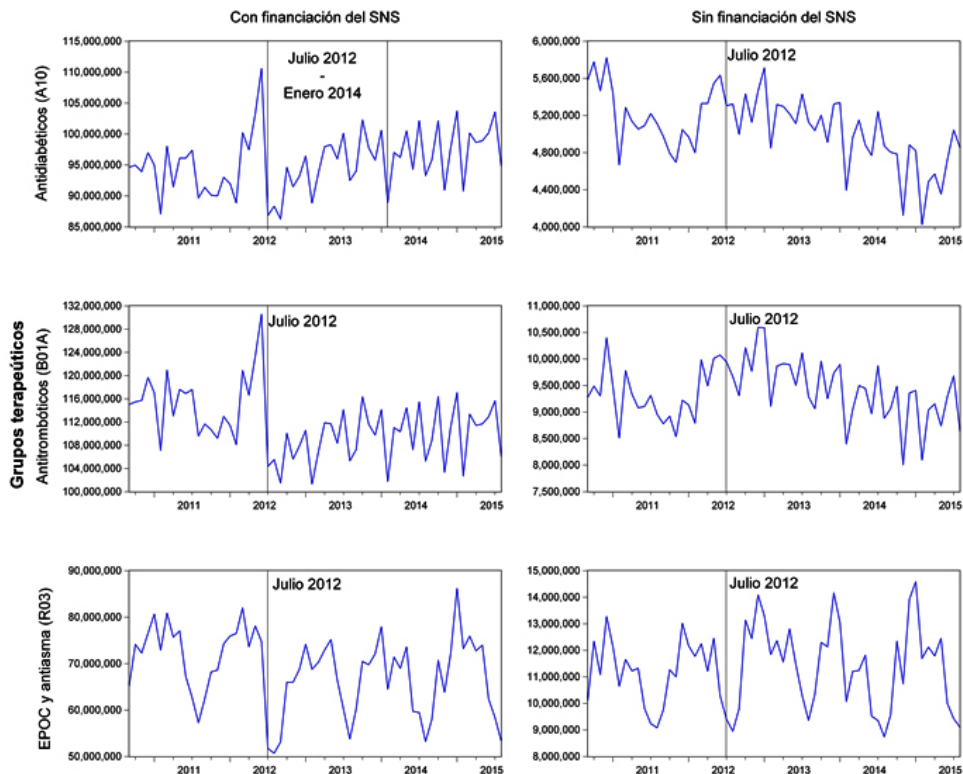 Con financiación del SNS
Sin financiación del SNS
Grupos terapeúticos
Antidiabéticos (A10)
115,000,000
110,000,000
105,000,000
100,000,000
95,000,000
90,000,000
85,000,000
Julio 2012
-
Enero 2014
2011 2012 2013 2014 2015
6,000,000
5,600,000
5,200,000
4,800,000
4,400,000
4,000,000
Julio 2012
2011 2012 2013 2014 2015
Antitrombóticos (B01A)
132,000,000
128,000,000
124,000,000
120,000,000
116,000,000
112,000,000
108,000,000
104,000,000
100,000,000
Julio 2012
2011 2012 2013 2014 2015
11,000,000
10,500,000
10,000,000
9,500,000
9,000,000
8,500,000
8,000,000
7,500,000
Julio 2012
2011 2012 2013 2014 2015
EPOC y antiasma (R03)
90,000,000
80,000,000
70,000,000
60,000,000
50,000,000
Julio 2012
2011 2012 2013 2014 2015
15,000,000
14,000,000
13,000,000
12,000,000
11,000,000
10,000,000
9,000,000
8,000,000
Julio 2012
2011 2012 2013 2014 2015